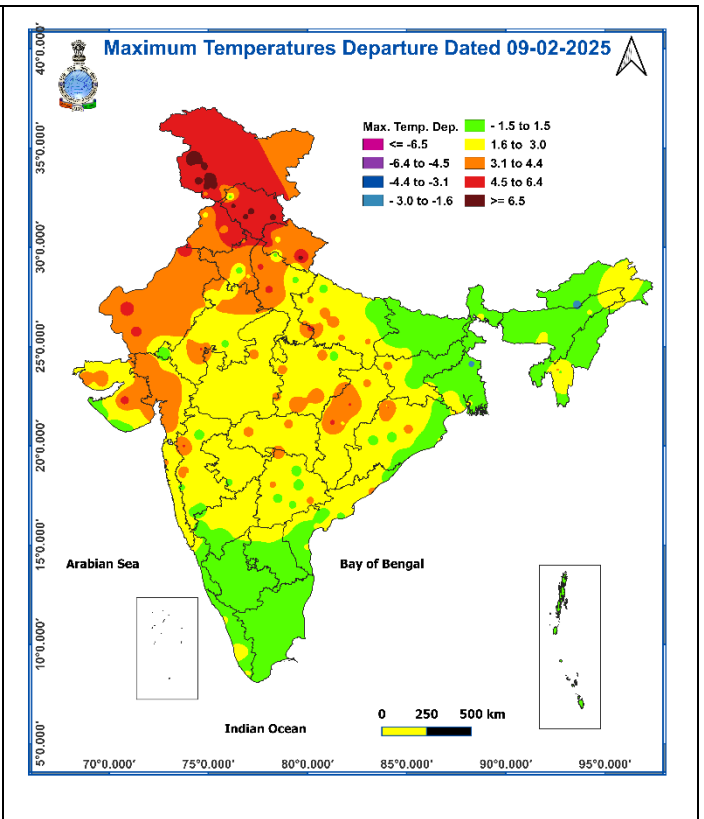 Maximum Temperatures Departure Dated 09-02-2025
Max. Temp. Dep.
<= -6.5
-6.4 to -4.5
-4.4 to -3.1
- 3.0 to -1.6
- 1.5 to 1.5
1.6 to 3.0
3.1 to 4.4
4.5 to 6.4
>= 6.5
40°0.000'
35°0.000'
30°0.000'
25°0.000'
20°0.000'
15°0.000'
10°0.000'
5°0.000'
Arabian Sea
Bay of Bengal
Indian Ocean
0 250 500 km
70°0.000' 75°0.000' 80°0.000' 85°0.000' 90°0.000' 95°0.000'